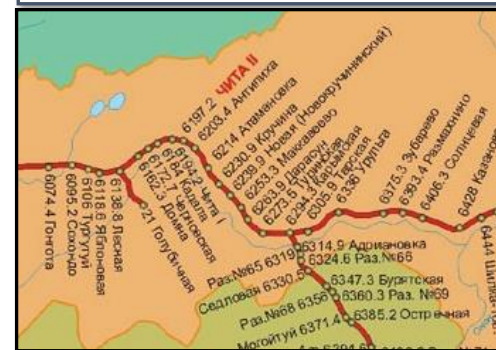 6074.4 Гонгота
6095.2 Сохондо
6106 Тургутуй
6118.6 Яблоновая
6138.8 Лесная
21 Голубичная
6162.3 Домна
6172.7 Черновская
6184 Кадала
6194.2 Чита I
6197.2 ЧИТА II
6203.4 Антипиха
6214 Атамановка
6230.9 Кручина
6239.9 Новая (Новокручининский)
6253.3 Маккавеево
6263.9 Дарасун
6273.5 Туринская
6294.3 Карымская
6305.9 Тарская
6336 Урульга
6375.3 Зубарево
6393.4 Размахнино
6406.3 Солнцевая
6428
6444
6314.9 Адриановка
Раз.№65 6319
6324.6 Раз.№66
Седловая 6330.5
6347.3 Бурятская
Раз.№68 6356
6360.3 Раз. №69
Могойтуй 6371.4
6385.2 Остречная